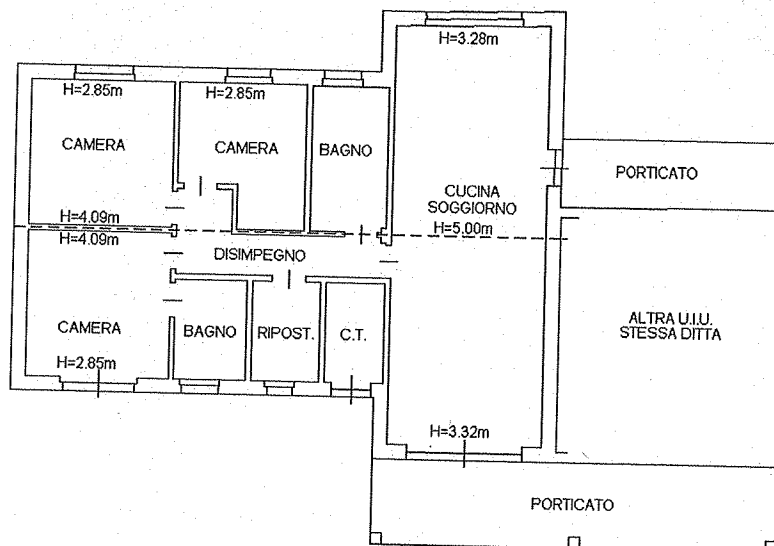 H=3.28m
H=2.85m
H=2.85m
CAMERA
CAMERA
BAGNO
PORTICATO
CUCINA
SOGGIORNO
H=5.00m
H=4.09m
H=4.09m
DISIMPEGNO
CAMERA
BAGNO
RIPOST.
C.T.
ALTRA U.I.U.
STESSA DITTA
H=2.85m
H=3.32m
PORTICATO